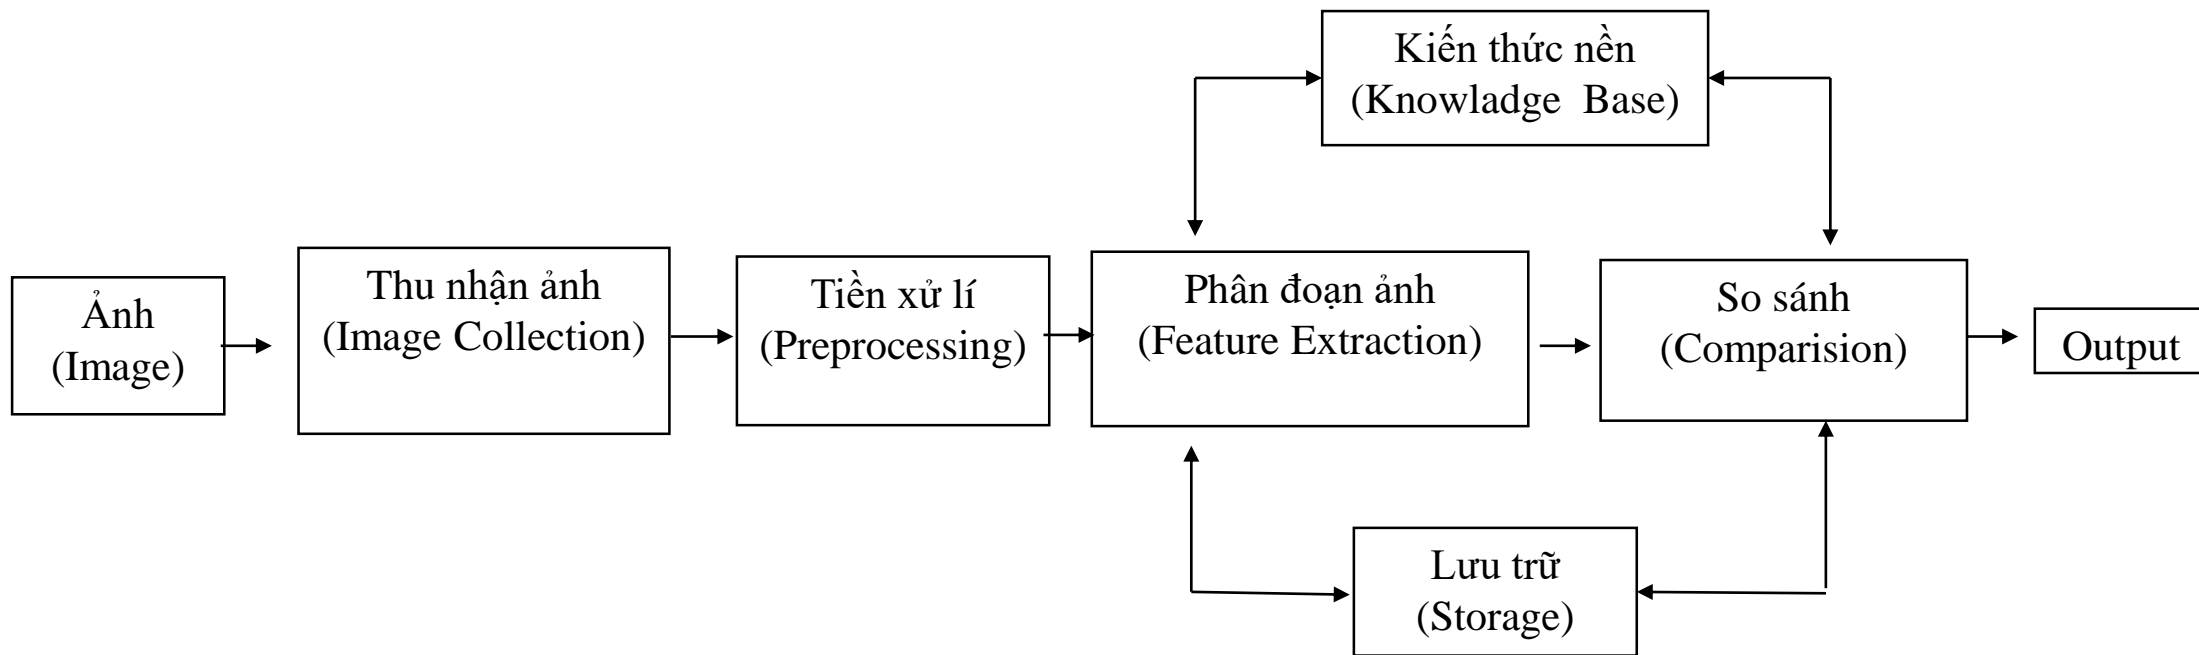 Kiến thức nền
(Knowladge Base)
Ảnh
(Image)
Thu nhận ảnh
(Image Collection)
Tiền xử lí
(Preprocessing)
Phân đoạn ảnh
(Feature Extraction)
So sánh
(Comparision)
Output
Lưu trữ
(Storage)